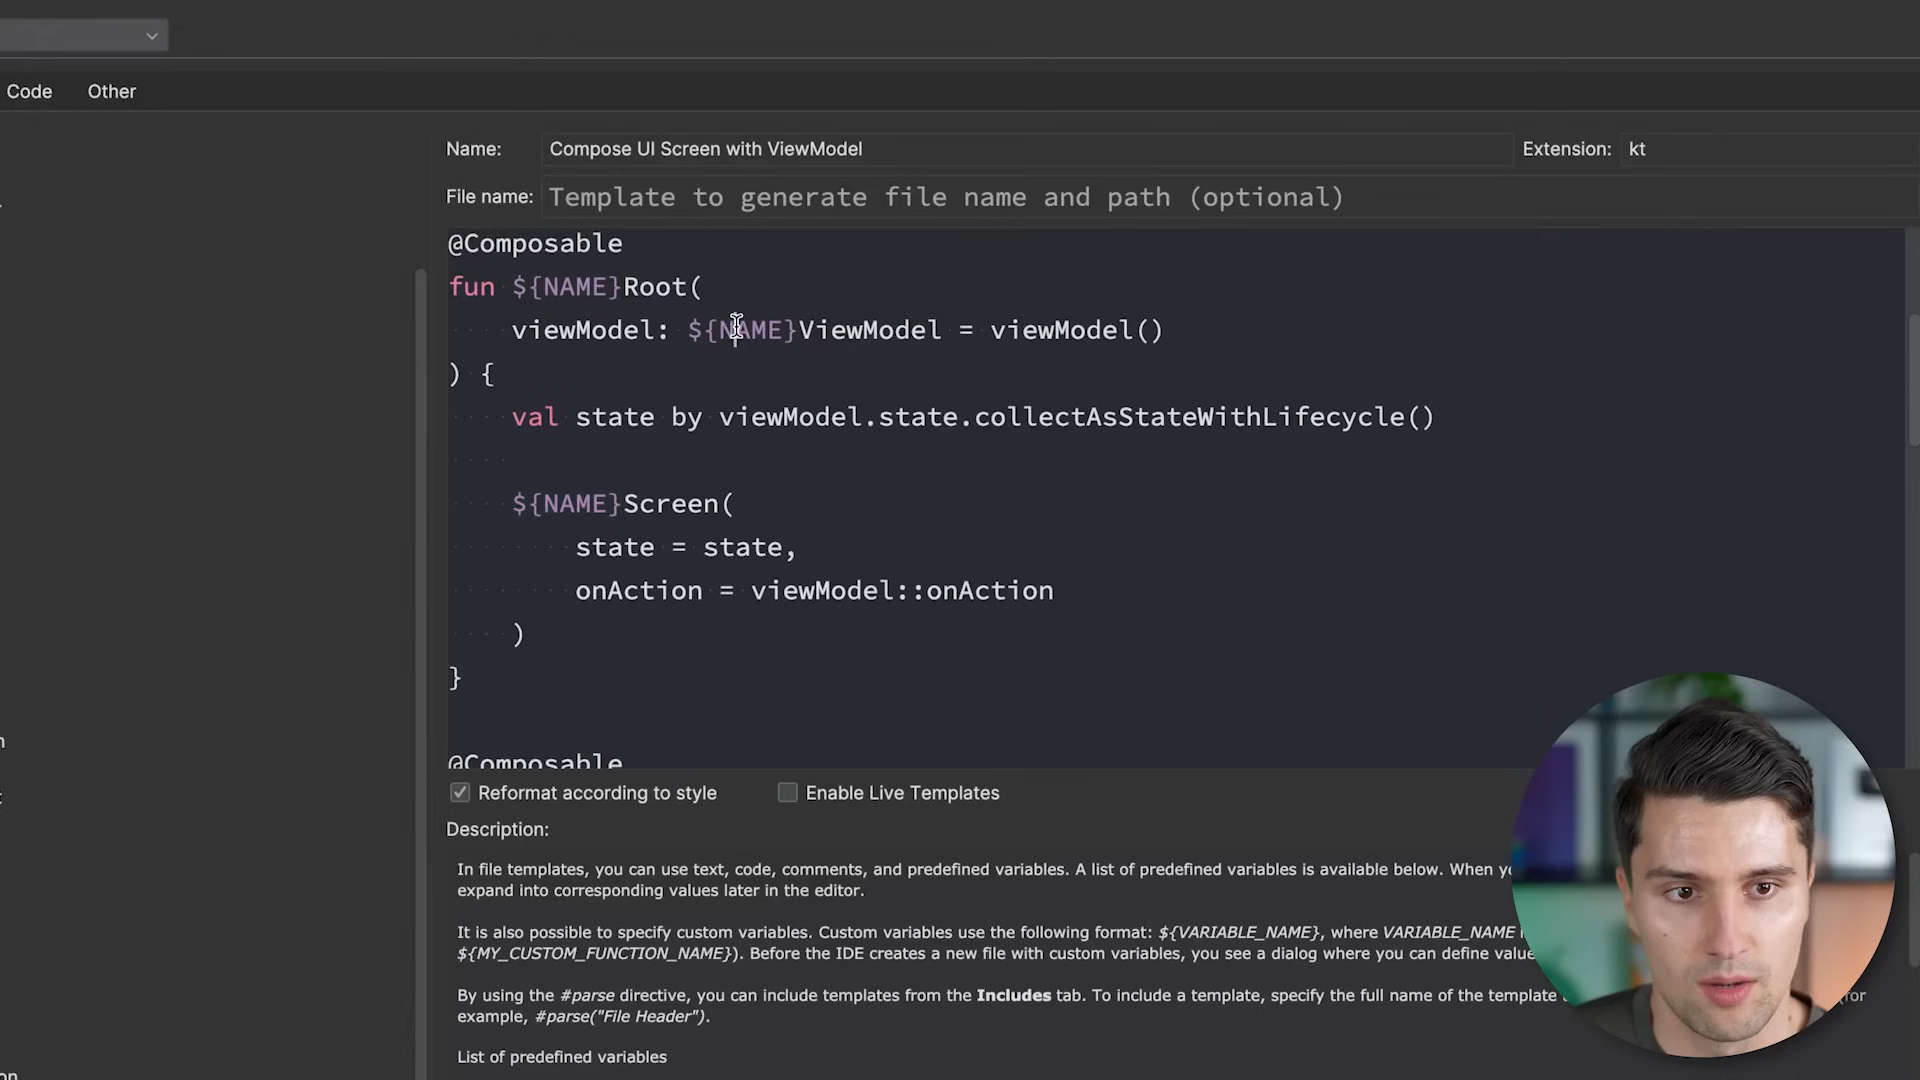 Code Other
Name: Compose UI Screen with ViewModel Extension: kt
File name: Template to generate file name and path (optional)
@Composable
fun ${NAME}Root(
viewModel: ${NAME}ViewModel = viewModel()
) {
val state by viewModel.state.collectAsStateWithLifecycle()
${NAME}Screen(
state = state,
onAction = viewModel::onAction
)
}
@Composable
Reformat according to style Enable Live Templates
Description:
In file templates, you can use text, code, comments, and predefined variables. A list of predefined variables is available below. When
expand into corresponding values later in the editor.
It is also possible to specify custom variables. Custom variables use the following format: ${VARIABLE_NAME}, where VARIABLE_NAME
${MY_CUSTOM_FUNCTION_NAME}). Before the IDE creates a new file with custom variables, you see a dialog where you can define
By using the #parse directive, you can include templates from the Includes tab. To include a template, specify the full name of the template (for
example, #parse("File Header").
List of predefined variables